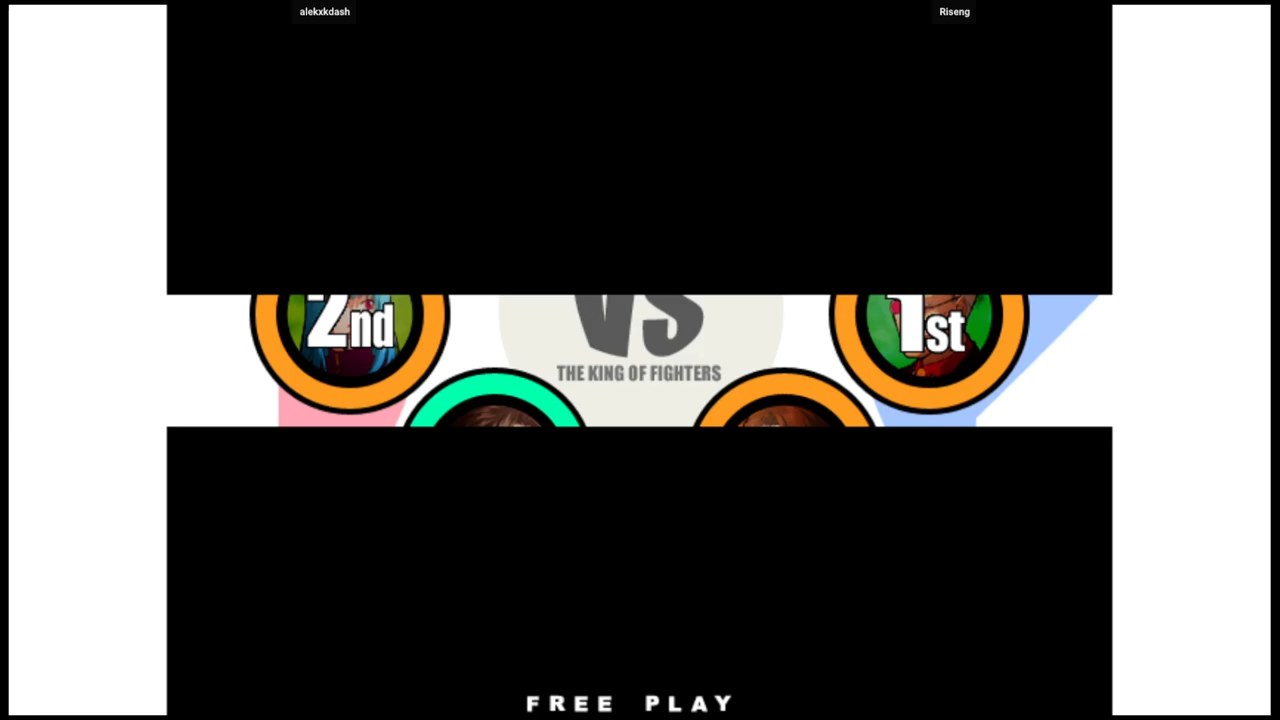 alekxkdash
Riseng
2nd
VS
1st
THE KING OF FIGHTERS
FREE PLAY